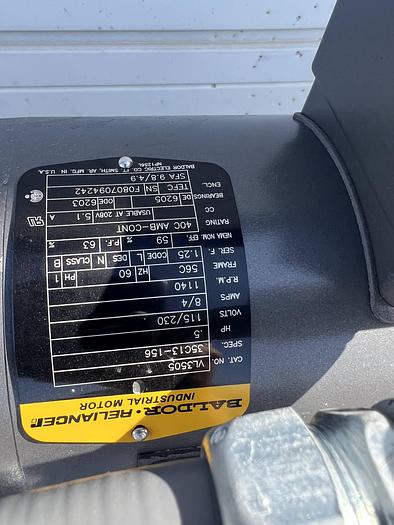 BALDOR • RELIANCE
INDUSTRIAL MOTOR
CAT. NO. VL3505
SPEC. 35C13-156
HP .5
VOLTS 115/230
AMPS 8/4
R.P.M. 1140
FRAME 56C HZ 60 PH 1
SER. F. 1.25 CODE L DES N CLASS B
NEMA NOM. EFF. 59 P.F. 63
RATING 40C AMB-CONT
CC USABLE AT 208V 5.1 A
BEARINGS DE 6205 ODE 6203
ENCL. TEFC SN F0807094242
SFA 9.8/4.9
BALDOR ELECTRIC CO. FT. SMITH, AR. MFG. IN U.S.A.
NP1256L